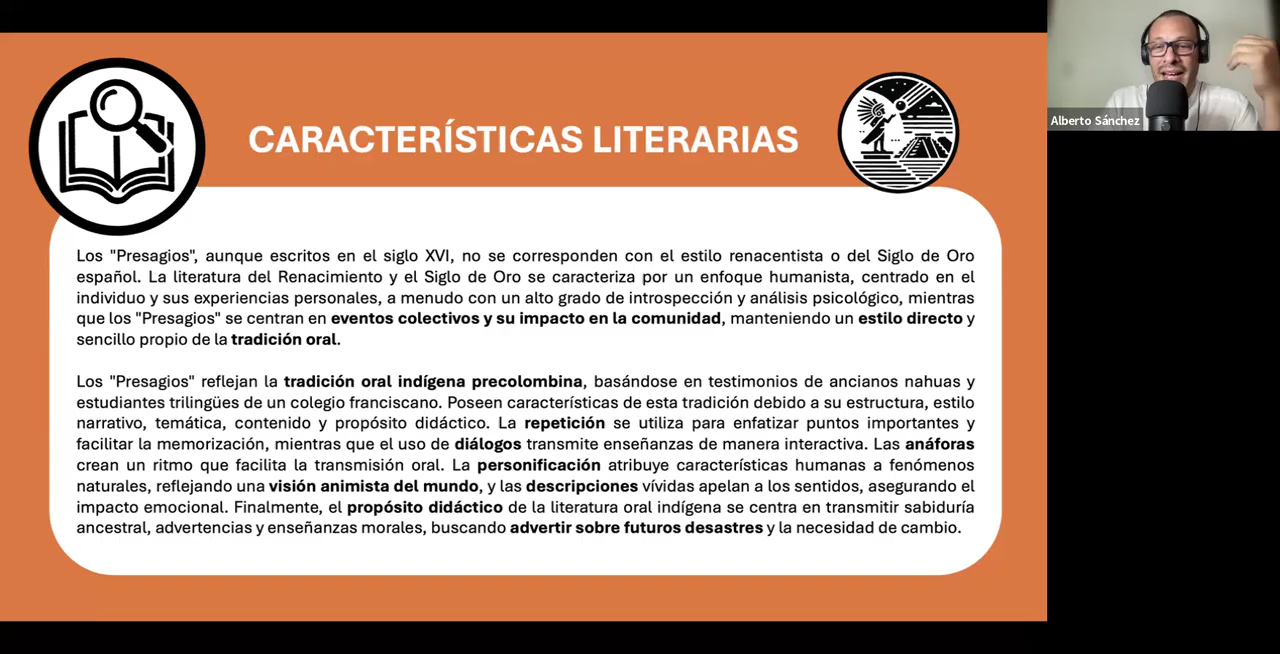 CARACTERÍSTICAS LITERARIAS
Alberto Sánchez
Los "Presagios", aunque escritos en el siglo XVI, no se corresponden con el estilo renacentista o del Siglo de Oro
español. La literatura del Renacimiento y el Siglo de Oro se caracteriza por un enfoque humanista, centrado en el
individuo y sus experiencias personales, a menudo con un alto grado de introspección y análisis psicológico, mientras
que los "Presagios" se centran en eventos colectivos y su impacto en la comunidad, manteniendo un estilo directo y
sencillo propio de la tradición oral.
Los "Presagios" reflejan la tradición oral indígena precolombina, basándose en testimonios de ancianos nahuas y
estudiantes trilingües de un colegio franciscano. Poseen características de esta tradición debido a su estructura, estilo
narrativo, temática, contenido y propósito didáctico. La repetición se utiliza para enfatizar puntos importantes y
facilitar la memorización, mientras que el uso de diálogos transmite enseñanzas de manera interactiva. Las anáforas
crean un ritmo que facilita la transmisión oral. La personificación atribuye características humanas a fenómenos
naturales, reflejando una visión animista del mundo, y las descripciones vívidas apelan a los sentidos, asegurando el
impacto emocional. Finalmente, el propósito didáctico de la literatura oral indígena se centra en transmitir sabiduría
ancestral, advertencias y enseñanzas morales, buscando advertir sobre futuros desastres y la necesidad de cambio.